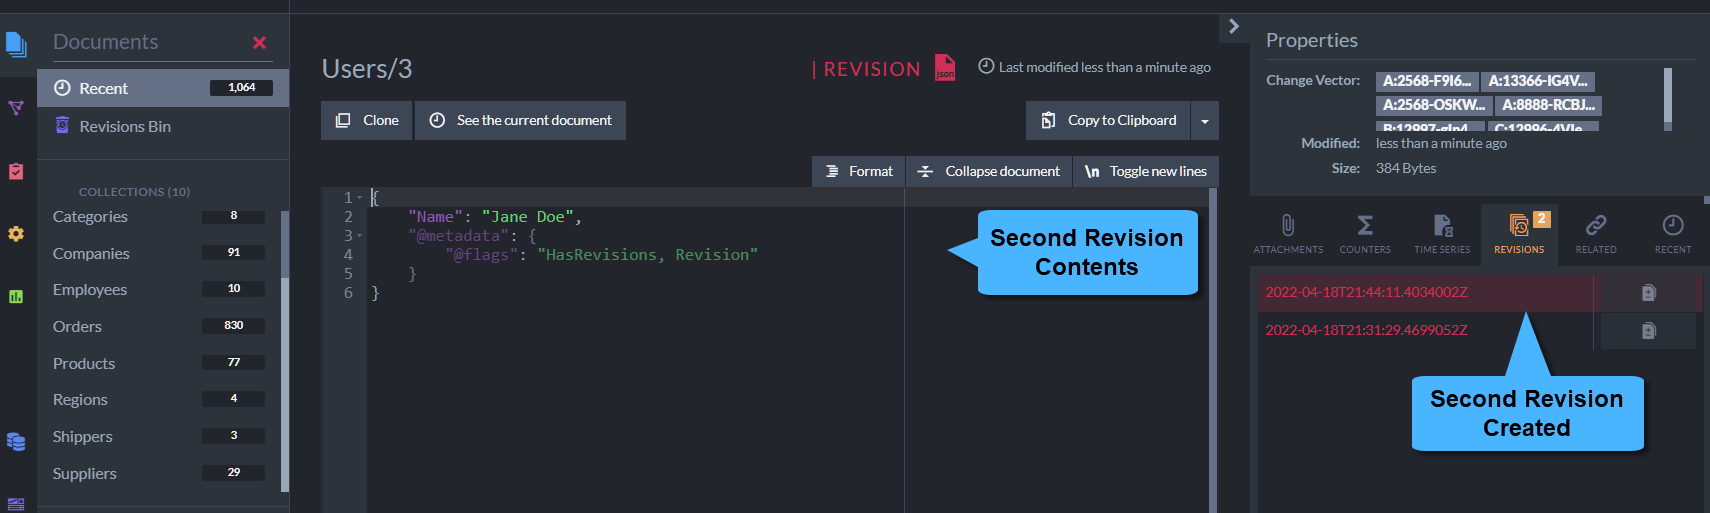 Documents
Recent 1,064
Revisions Bin
COLLECTIONS (10)
Categories 8
Companies 91
Employees 10
Orders 830
Products 77
Regions 4
Shippers 3
Suppliers 29
Users/3
| REVISION
json
Last modified less than a minute ago
Clone
See the current document
Copy to Clipboard
Format
Collapse document
\n Toggle new lines
1 {
2 "Name": "Jane Doe",
3 "@metadata": {
4 "@flags": "HasRevisions, Revision"
5 }
6 }
Second Revision
Contents
Properties
Change Vector: A:2568-F9I6... A:13366-IG4V...
A:2568-OSKW... A:8888-RCBJ...
B:12997-gIn4... C:12996-4VJe...
Modified: less than a minute ago
Size: 384 Bytes
ATTACHMENTS
COUNTERS
TIME SERIES
REVISIONS 2
RELATED
RECENT
2022-04-18T21:44:11.4034002Z
2022-04-18T21:31:29.4699052Z
Second Revision
Created